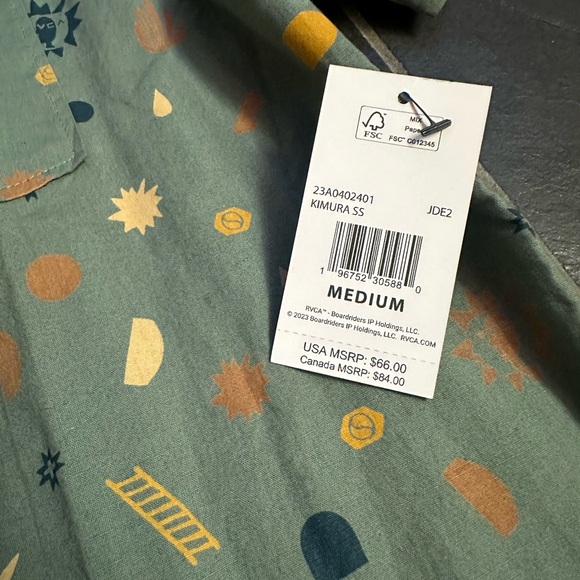 MIX
Paper
FSC
FSC™ C012345
23A0402401
KIMURA SS JDE2
1 96752 30588 0
MEDIUM
RVCA™ - Boardriders IP Holdings, LLC.
© 2023 Boardriders IP Holdings, LLC. RVCA.COM
USA MSRP: $66.00
Canada MSRP: $84.00